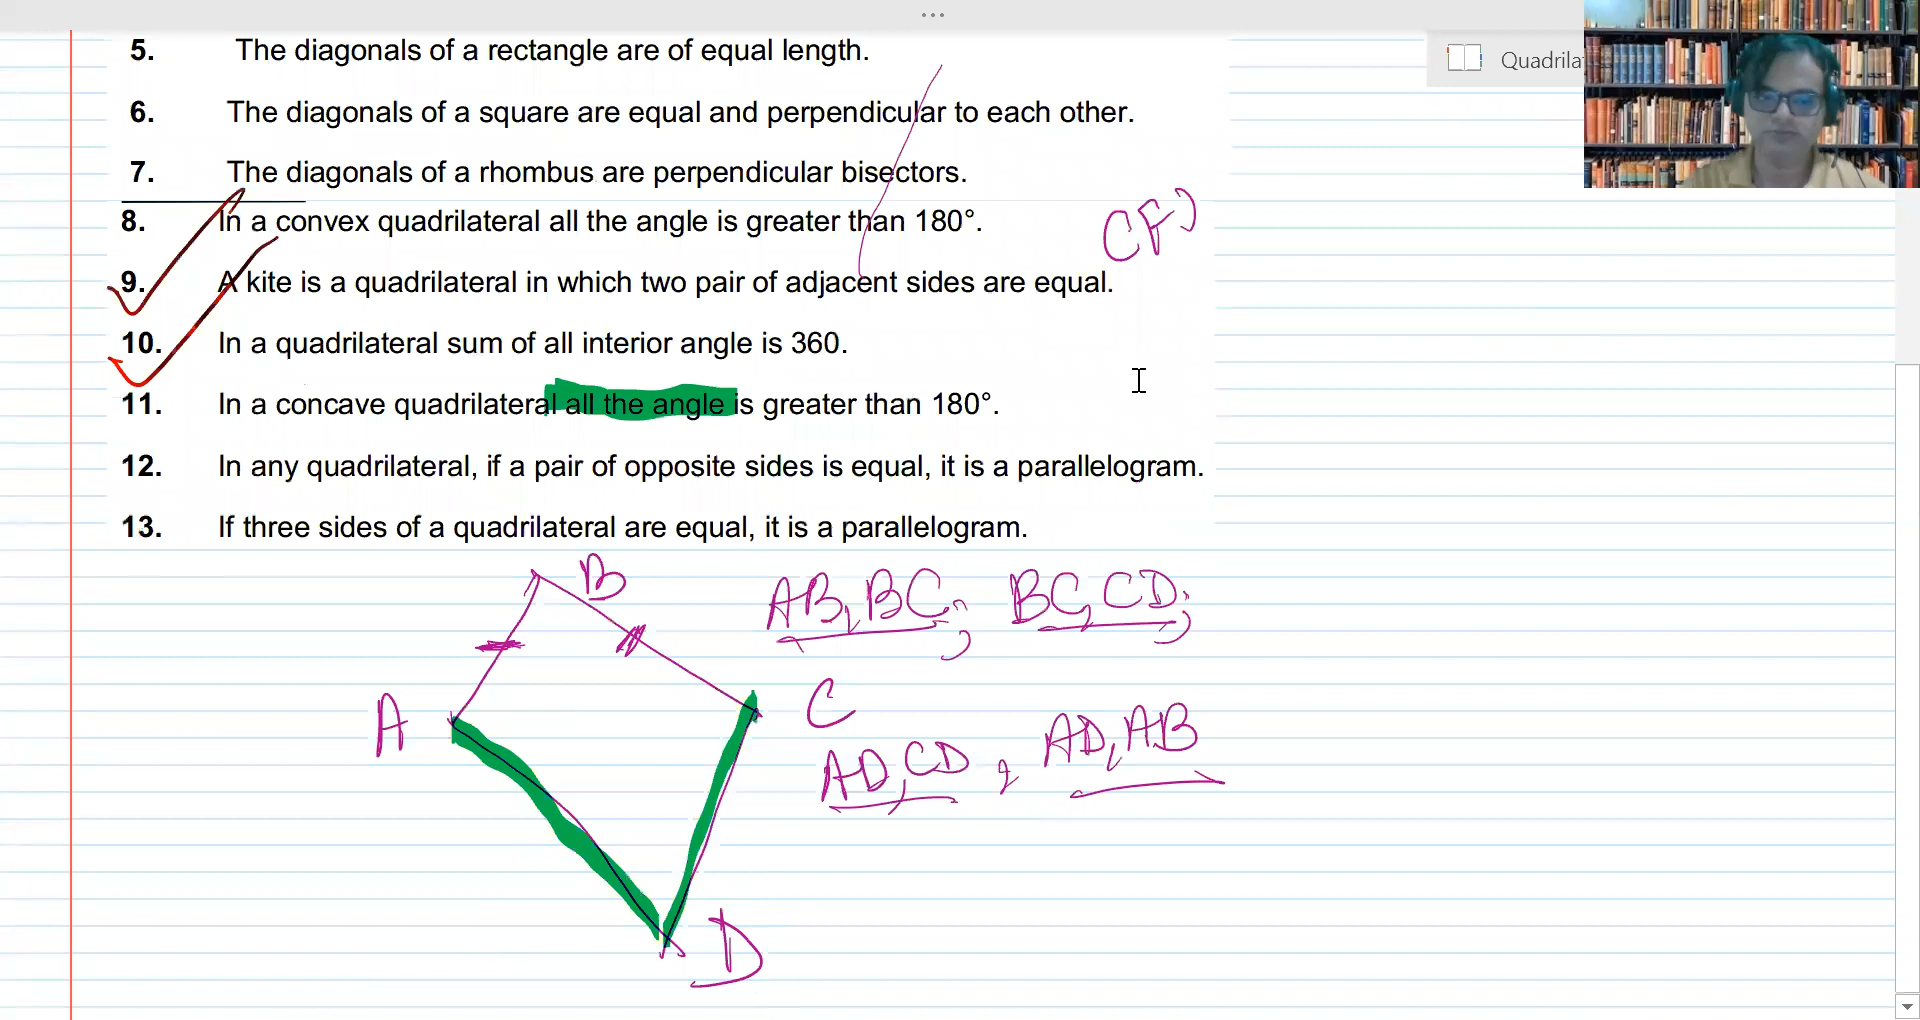 5. The diagonals of a rectangle are of equal length.
Quadrila
6. The diagonals of a square are equal and perpendicular to each other.
7. The diagonals of a rhombus are perpendicular bisectors.
8. In a convex quadrilateral all the angle is greater than 180°.
(F)
9. A kite is a quadrilateral in which two pair of adjacent sides are equal.
10. In a quadrilateral sum of all interior angle is 360.
11. In a concave quadrilateral all the angle is greater than 180°.
12. In any quadrilateral, if a pair of opposite sides is equal, it is a parallelogram.
13. If three sides of a quadrilateral are equal, it is a parallelogram.
B
AB, BC; BC, CD;
A
C
AD, CD, AD, AB
D